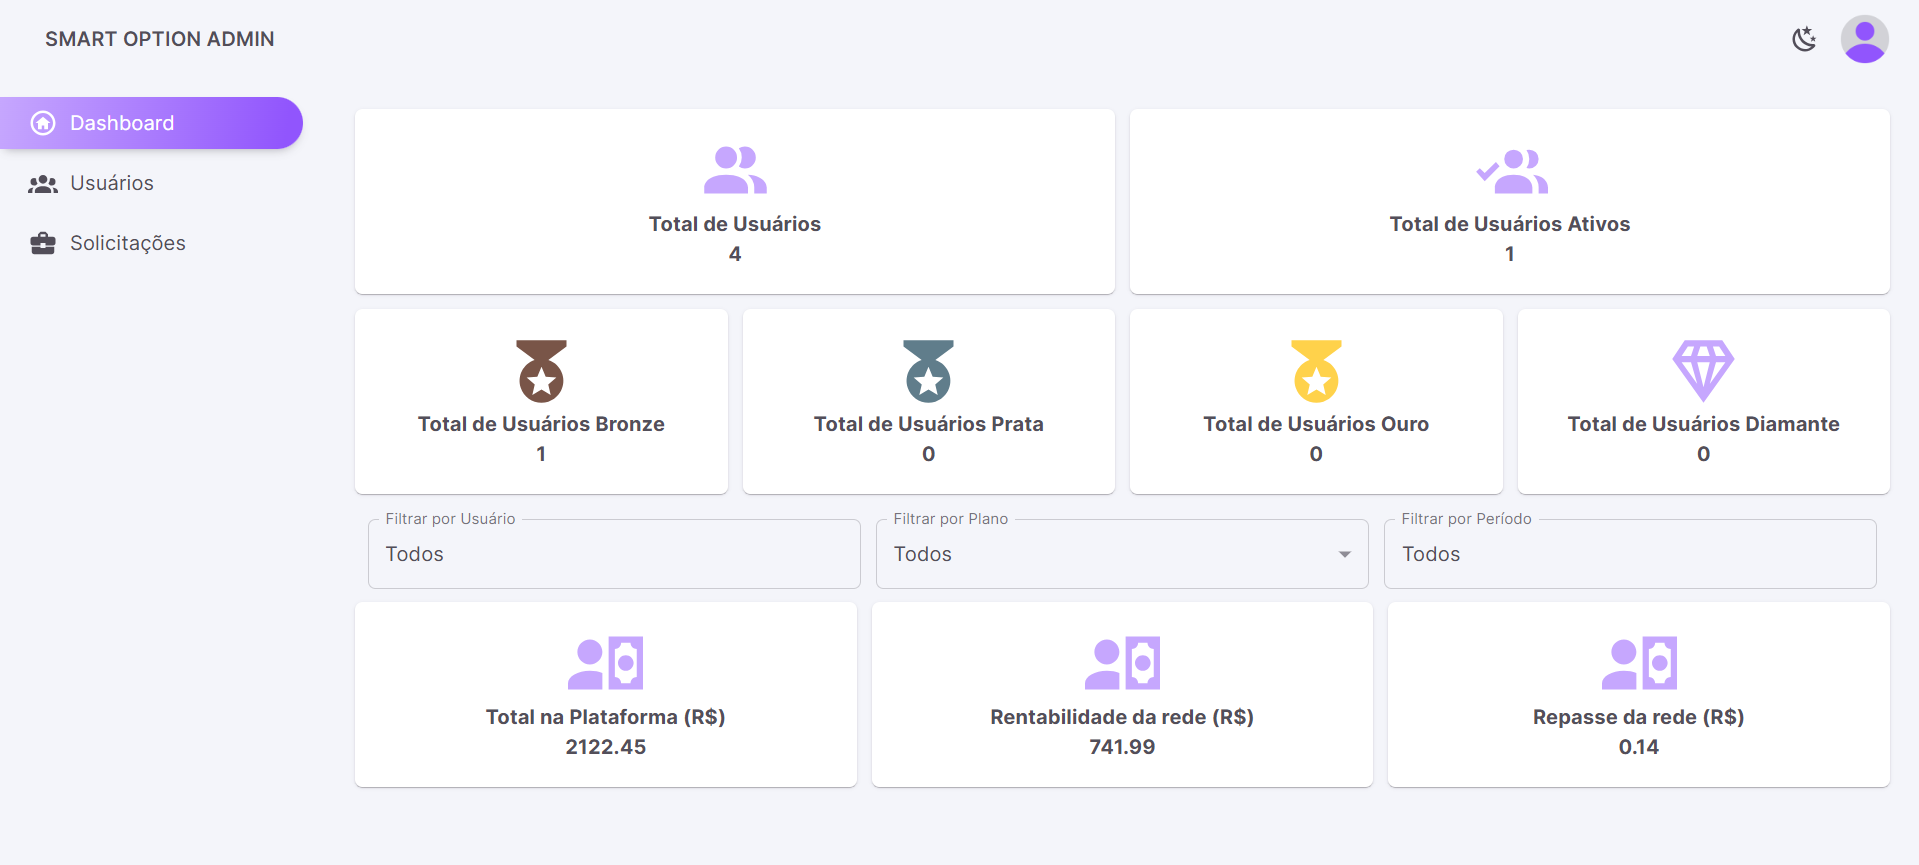 SMART OPTION ADMIN
Dashboard
Usuários
Solicitações
Total de Usuários
4
Total de Usuários Ativos
1
Total de Usuários Bronze
1
Total de Usuários Prata
0
Total de Usuários Ouro
0
Total de Usuários Diamante
0
Filtrar por Usuário
Todos
Filtrar por Plano
Todos
Filtrar por Período
Todos
Total na Plataforma (R$)
2122.45
Rentabilidade da rede (R$)
741.99
Repasse da rede (R$)
0.14